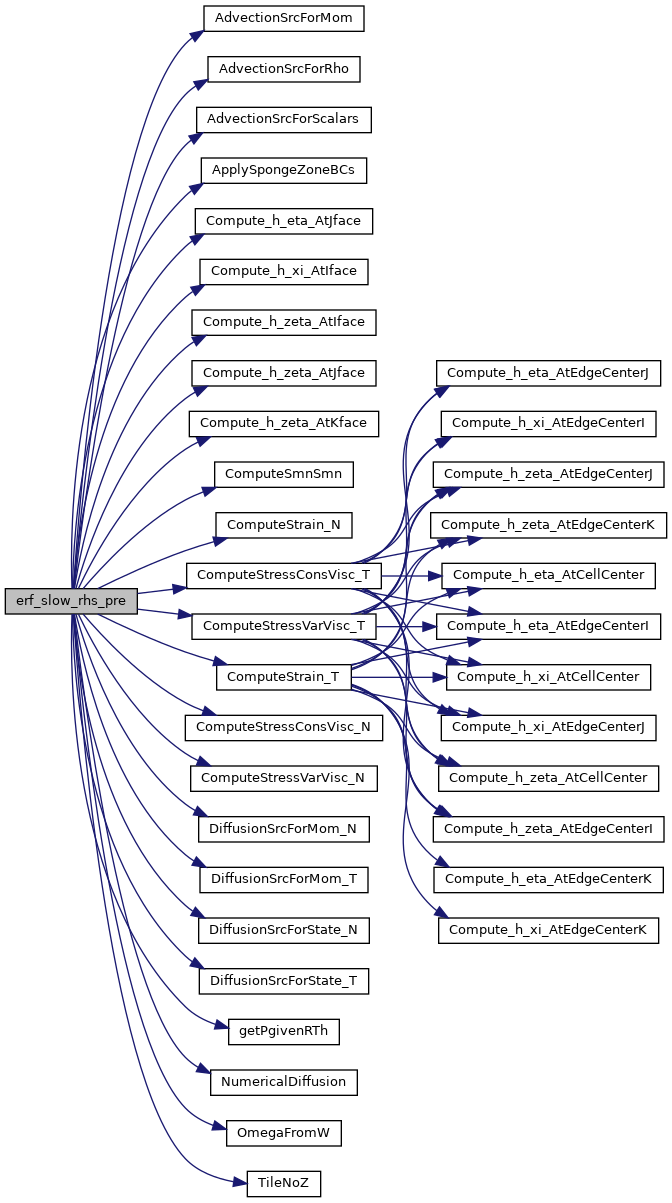 AdvectionSrcForMom
AdvectionSrcForRho
AdvectionSrcForScalars
ApplySpongeZoneBCs
Compute_h_eta_AtJface
Compute_h_xi_AtIface
Compute_h_zeta_AtIface
Compute_h_zeta_AtJface
Compute_h_zeta_AtKface
ComputeSmnSmn
ComputeStrain_N
ComputeStressConsVisc_T
erf_slow_rhs_pre
ComputeStressVarVisc_T
ComputeStrain_T
ComputeStressConsVisc_N
ComputeStressVarVisc_N
DiffusionSrcForMom_N
DiffusionSrcForMom_T
DiffusionSrcForState_N
DiffusionSrcForState_T
getPgivenRTh
NumericalDiffusion
OmegaFromW
TileNoZ
Compute_h_eta_AtEdgeCenterJ
Compute_h_xi_AtEdgeCenterI
Compute_h_zeta_AtEdgeCenterJ
Compute_h_zeta_AtEdgeCenterK
Compute_h_eta_AtCellCenter
Compute_h_eta_AtEdgeCenterI
Compute_h_xi_AtCellCenter
Compute_h_xi_AtEdgeCenterJ
Compute_h_zeta_AtCellCenter
Compute_h_zeta_AtEdgeCenterI
Compute_h_eta_AtEdgeCenterK
Compute_h_xi_AtEdgeCenterK